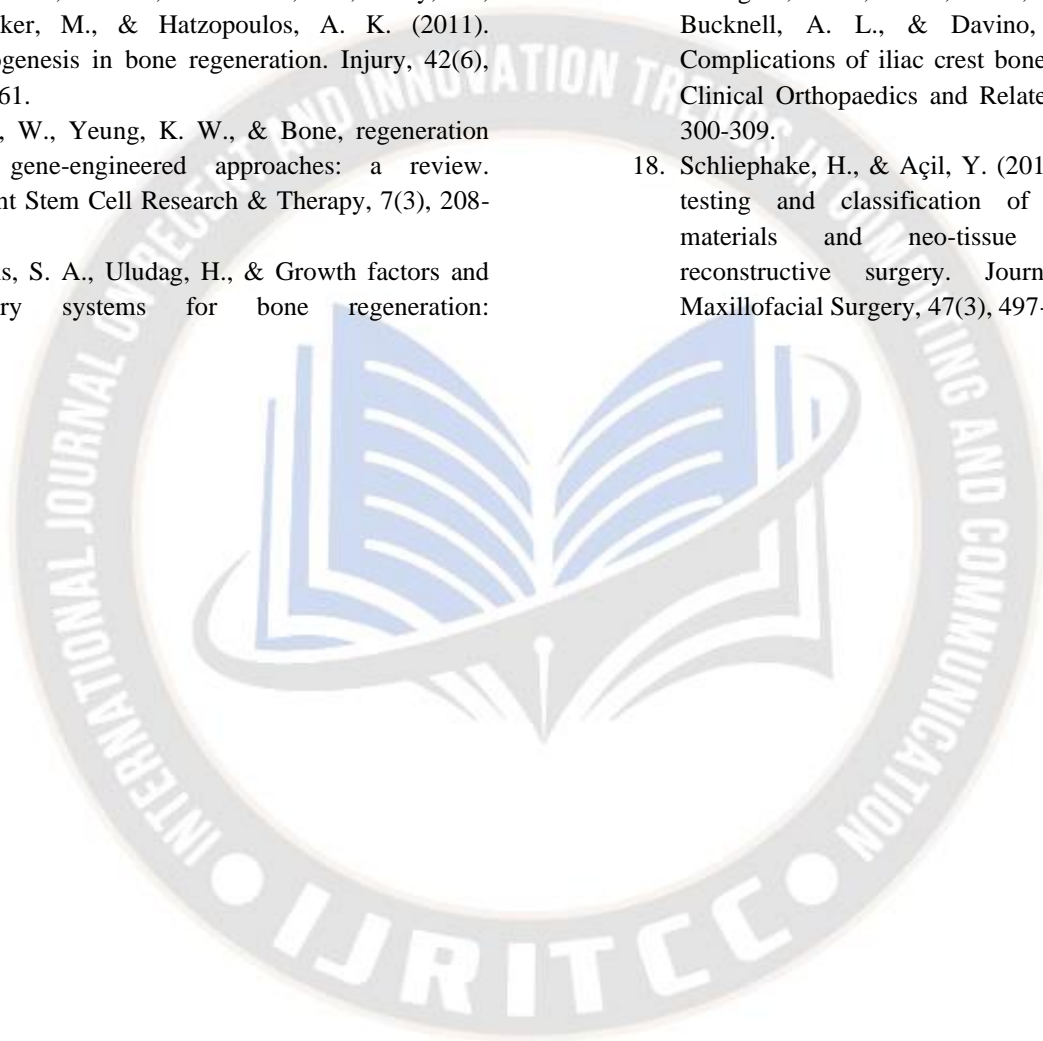 ker, M., & Hatzopoulos, A. K. (2011).
ogenesis in bone regeneration. Injury, 42(6),
61.
, W., Yeung, K. W., & Bone, regeneration
gene-engineered approaches: a review.
nt Stem Cell Research & Therapy, 7(3), 208-
s, S. A., Uludag, H., & Growth factors and
ry systems for bone regeneration:
Bucknell, A. L., & Davino,
Complications of iliac crest bone
Clinical Orthopaedics and Relate
300-309.
18. Schliephake, H., & Açil, Y. (201
testing and classification of
materials and neo-tissue
reconstructive surgery. Journ
Maxillofacial Surgery, 47(3), 497-
INTERNATIONAL JOURNAL OF RECENT AND INNOVATION TRENDS IN COMPUTING AND COMMUNICATION
IJRITCC